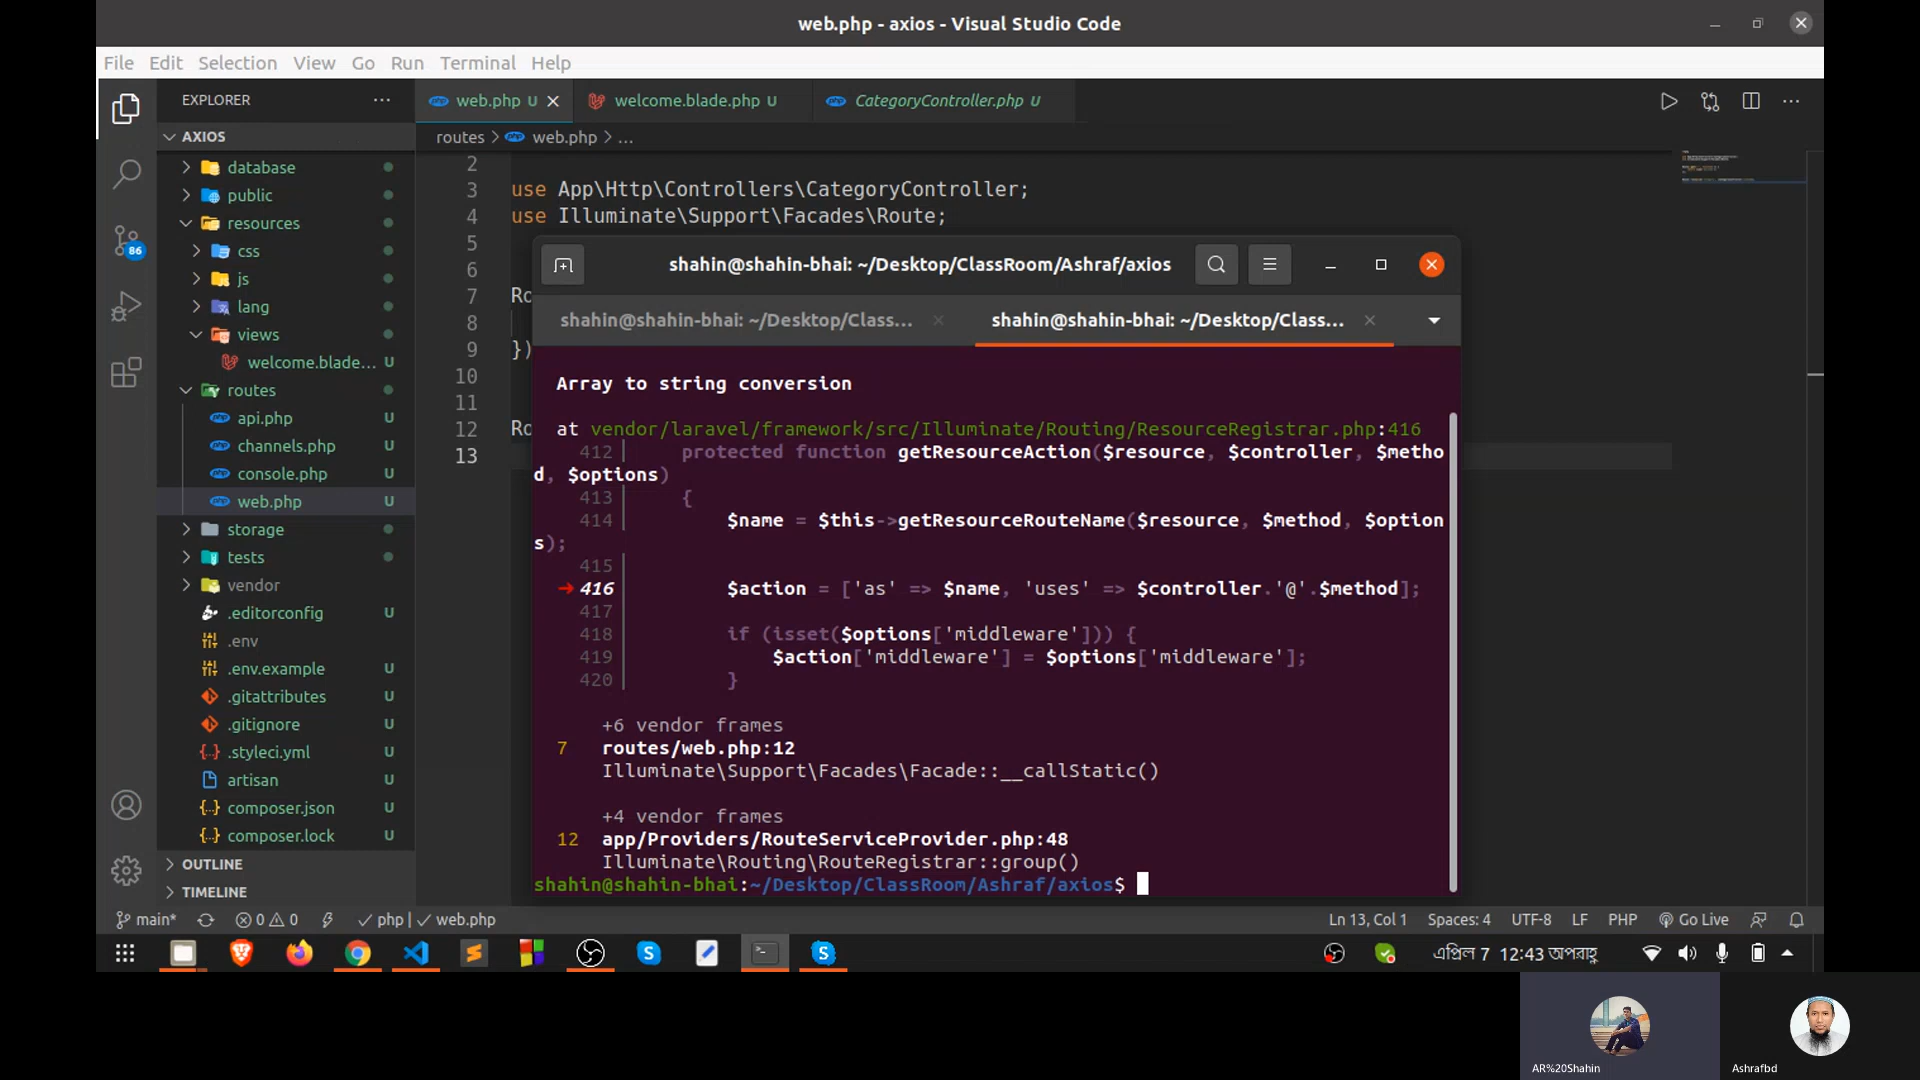 web.php - axios - Visual Studio Code
File Edit Selection View Go Run Terminal Help
EXPLORER
web.php U
welcome.blade.php U
CategoryController.php U
AXIOS
routes > web.php > ...
database
public
resources
css
js
lang
views
welcome.blade... U
routes
api.php U
channels.php U
console.php U
web.php U
storage
tests
vendor
.editorconfig U
.env
.env.example U
.gitattributes U
.gitignore U
.styleci.yml U
artisan U
composer.json U
composer.lock U
OUTLINE
TIMELINE
2
3 use App\Http\Controllers\CategoryController;
4 use Illuminate\Support\Facades\Route;
5
6
7 Ro
8
9 })
10
11
12 Ro
13
shahin@shahin-bhai: ~/Desktop/ClassRoom/Ashraf/axios
shahin@shahin-bhai: ~/Desktop/Class...
shahin@shahin-bhai: ~/Desktop/Class...
Array to string conversion
at vendor/laravel/framework/src/Illuminate/Routing/ResourceRegistrar.php:416
412 protected function getResourceAction($resource, $controller, $metho
d, $options)
413 {
414 $name = $this->getResourceRouteName($resource, $method, $option
s);
415
→ 416 $action = ['as' => $name, 'uses' => $controller.'@'.$method];
417
418 if (isset($options['middleware'])) {
419 $action['middleware'] = $options['middleware'];
420 }
+6 vendor frames
7 routes/web.php:12
Illuminate\Support\Facades\Facade::__callStatic()
+4 vendor frames
12 app/Providers/RouteServiceProvider.php:48
Illuminate\Routing\RouteRegistrar::group()
shahin@shahin-bhai:~/Desktop/ClassRoom/Ashraf/axios$
86
main* 0 0 php | web.php Ln 13, Col 1 Spaces: 4 UTF-8 LF PHP Go Live
এপ্রিল 7 12:43 অপরাহ্ণ
AR%20Shahin
Ashrafbd